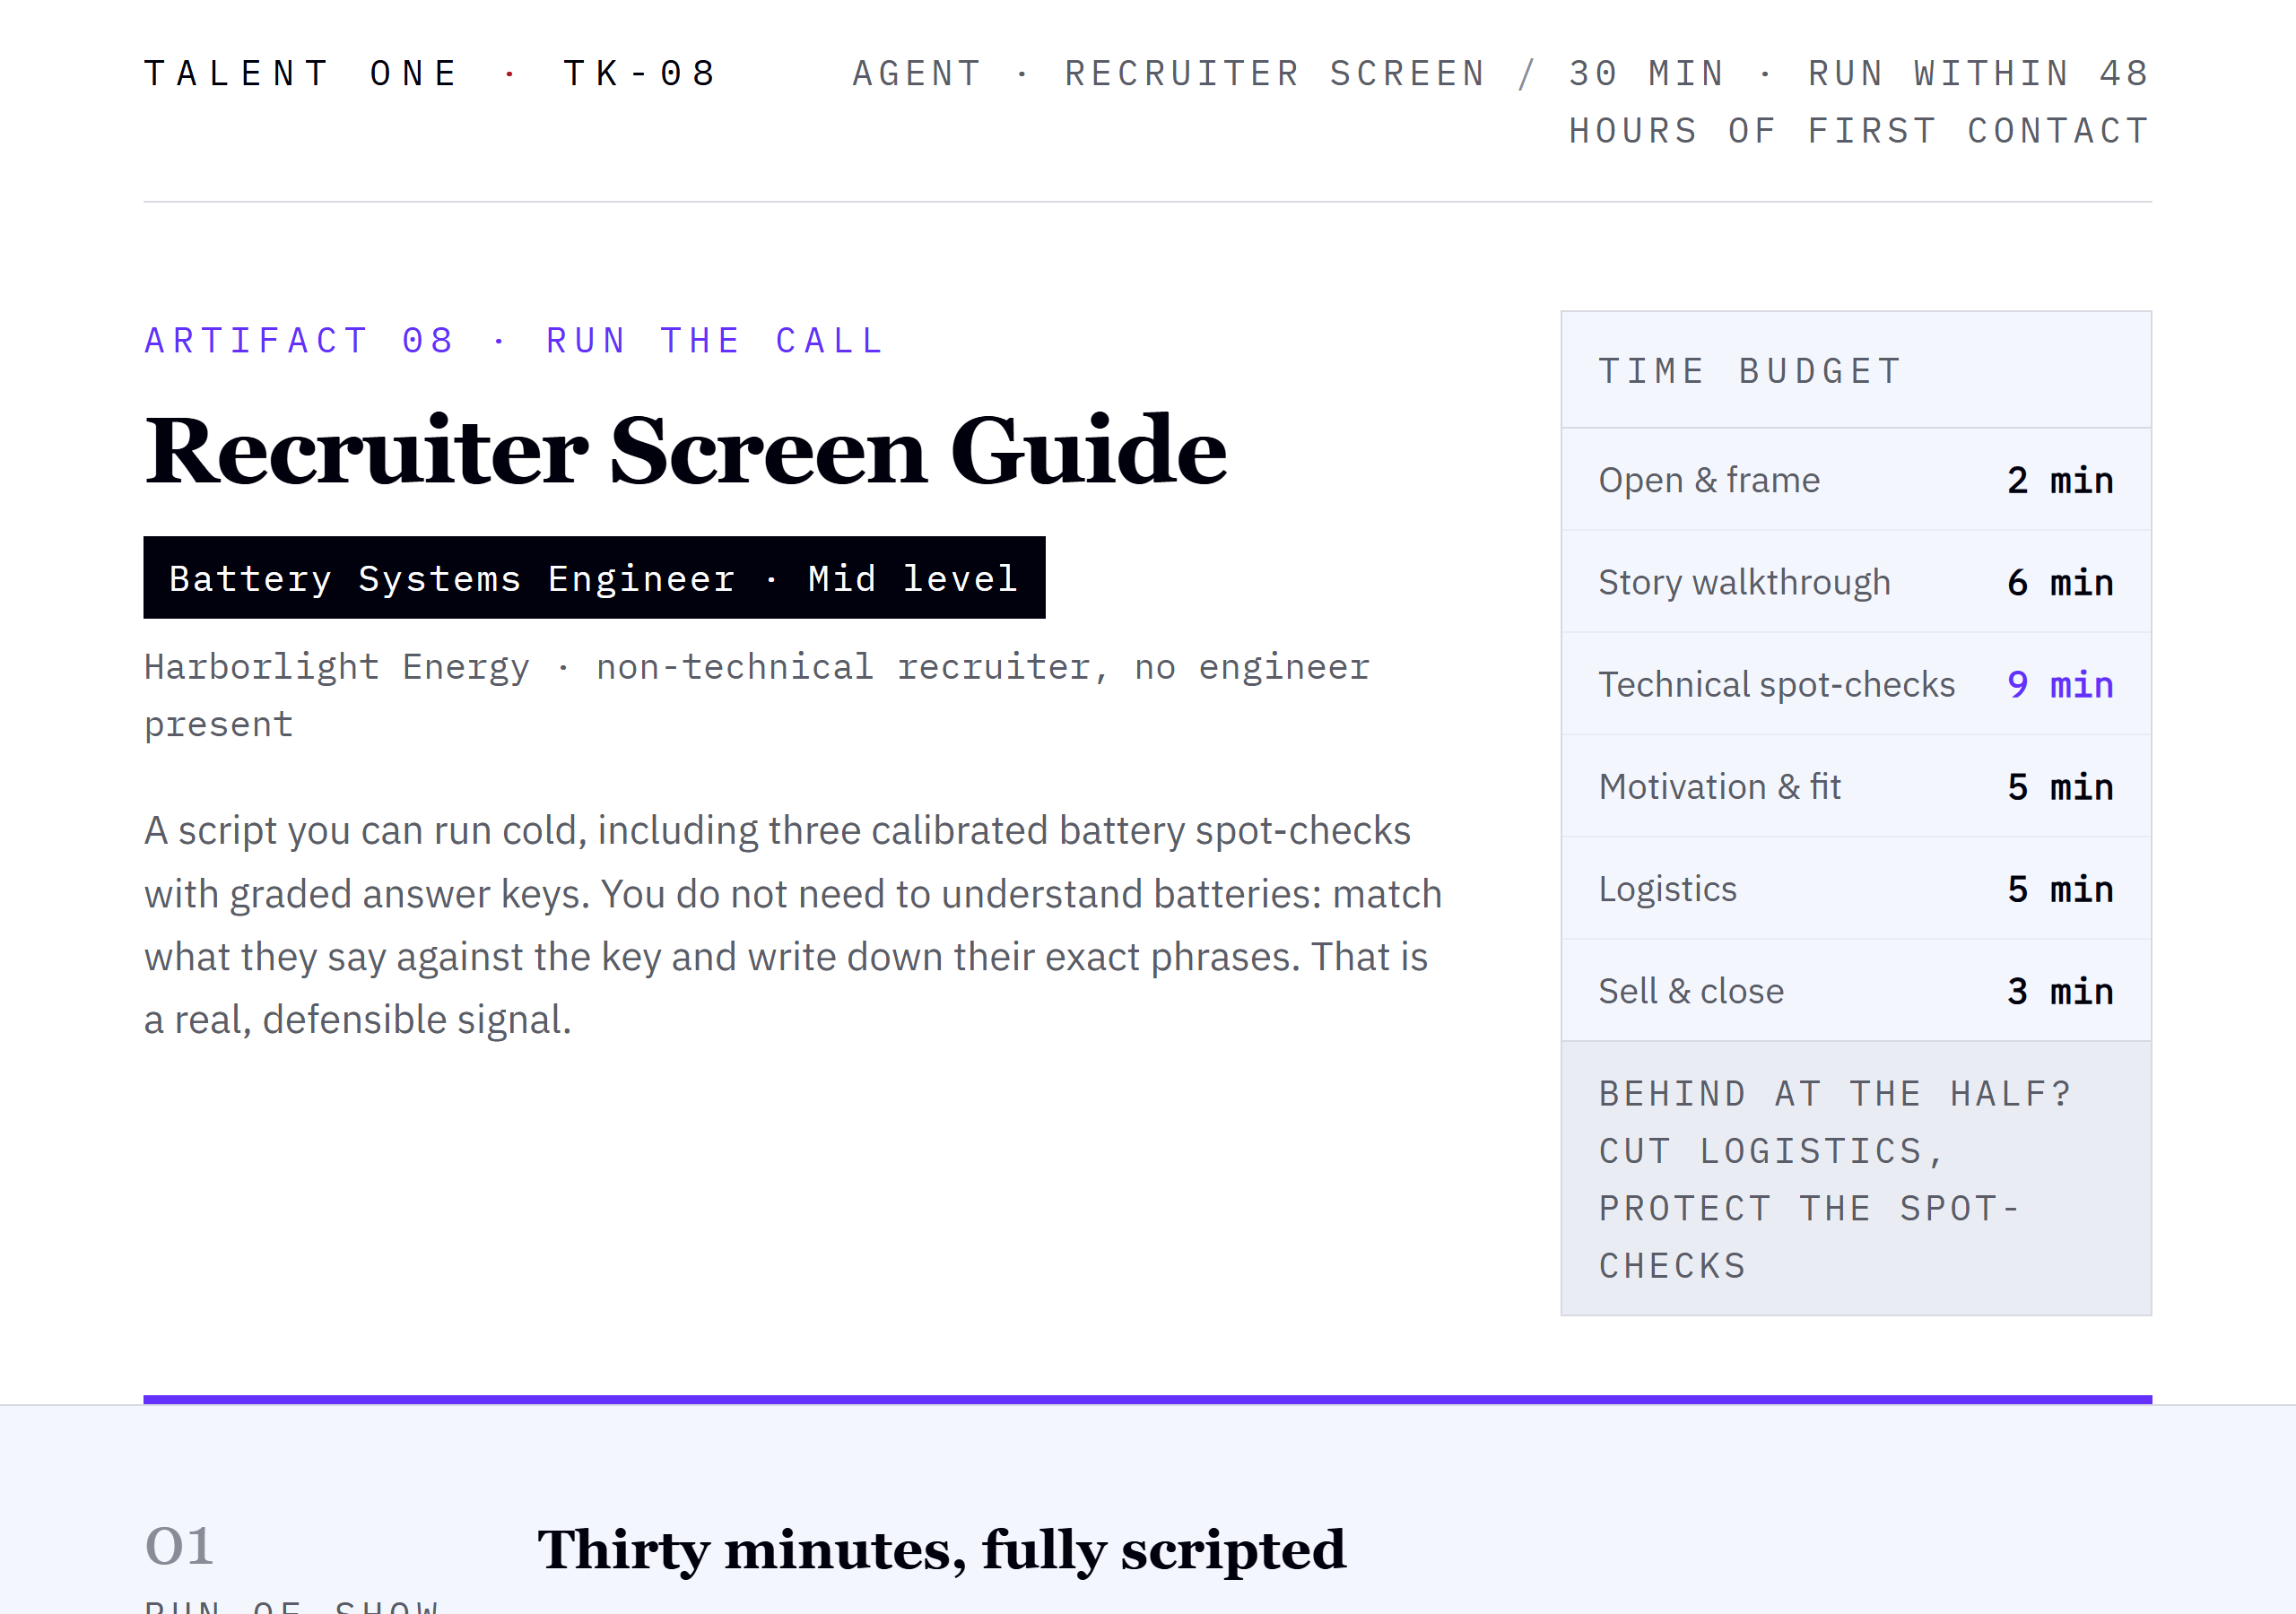 TALENT ONE · TK-08
AGENT · RECRUITER SCREEN / 30 MIN · RUN WITHIN 48
HOURS OF FIRST CONTACT
ARTIFACT 08 · RUN THE CALL
Recruiter Screen Guide
Battery Systems Engineer · Mid level
Harborlight Energy · non-technical recruiter, no engineer
present
A script you can run cold, including three calibrated battery spot-checks
with graded answer keys. You do not need to understand batteries: match
what they say against the key and write down their exact phrases. That is
a real, defensible signal.
TIME BUDGET
Open & frame 2 min
Story walkthrough 6 min
Technical spot-checks 9 min
Motivation & fit 5 min
Logistics 5 min
Sell & close 3 min
BEHIND AT THE HALF?
CUT LOGISTICS,
PROTECT THE SPOT-
CHECKS
01
Thirty minutes, fully scripted
RUN OF SHOW